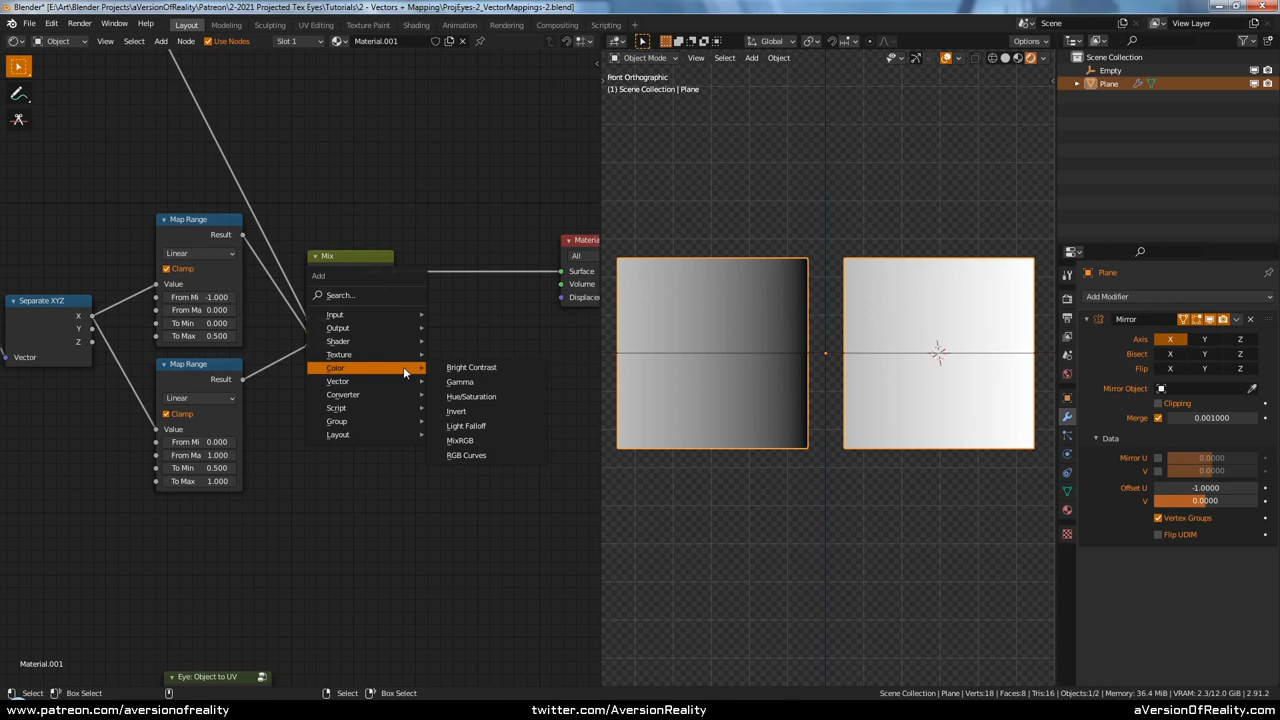 Blender* [E:\Art\Blender Projects\aVersionOfReality\Patreon\2-2021 Projected Tex Eyes\Tutorials\2 - Vectors + Mapping\ProjEyes-2_VectorMappings-2.blend]
File Edit Render Window Help Layout Modeling Sculpting UV Editing Texture Paint Shading Animation Rendering Compositing Scripting Scene View Layer
Object View Select Add Node Use Nodes Slot 1 Material.001 Global Options
Object Mode View Select Add Object
Front Orthographic
(1) Scene Collection | Plane
Scene Collection
Empty
Plane
Map Range
Result
Linear
Clamp
Value
From Mi -1.000
From Ma 0.000
To Min 0.000
To Max 0.500
Separate XYZ
X
Y
Z
Vector
Map Range
Result
Linear
Clamp
Value
From Mi 0.000
From Ma 1.000
To Min 0.500
To Max 1.000
Mix
Add
Search...
Input
Output
Shader
Texture
Color
Vector
Converter
Script
Group
Layout
Bright Contrast
Gamma
Hue/Saturation
Invert
Light Falloff
MixRGB
RGB Curves
Materia
All
Surface
Volume
Displace
Plane
Add Modifier
Mirror
Axis X Y Z
Bisect X Y Z
Flip X Y Z
Mirror Object
Clipping
Merge 0.001000
Data
Mirror U 0.0000
V 0.0000
Offset U -1.0000
V 0.0000
Vertex Groups
Flip UDIM
Material.001
Eye: Object to UV
Select Box Select Select Box Select Scene Collection | Plane | Verts:18 | Faces:8 | Tris:16 | Objects:1/2 | Memory: 36.4 MiB | VRAM: 2.3/12.0 GiB | 2.91.2
www.patreon.com/aversionofreality twitter.com/AversionReality aVersionOfReality.com